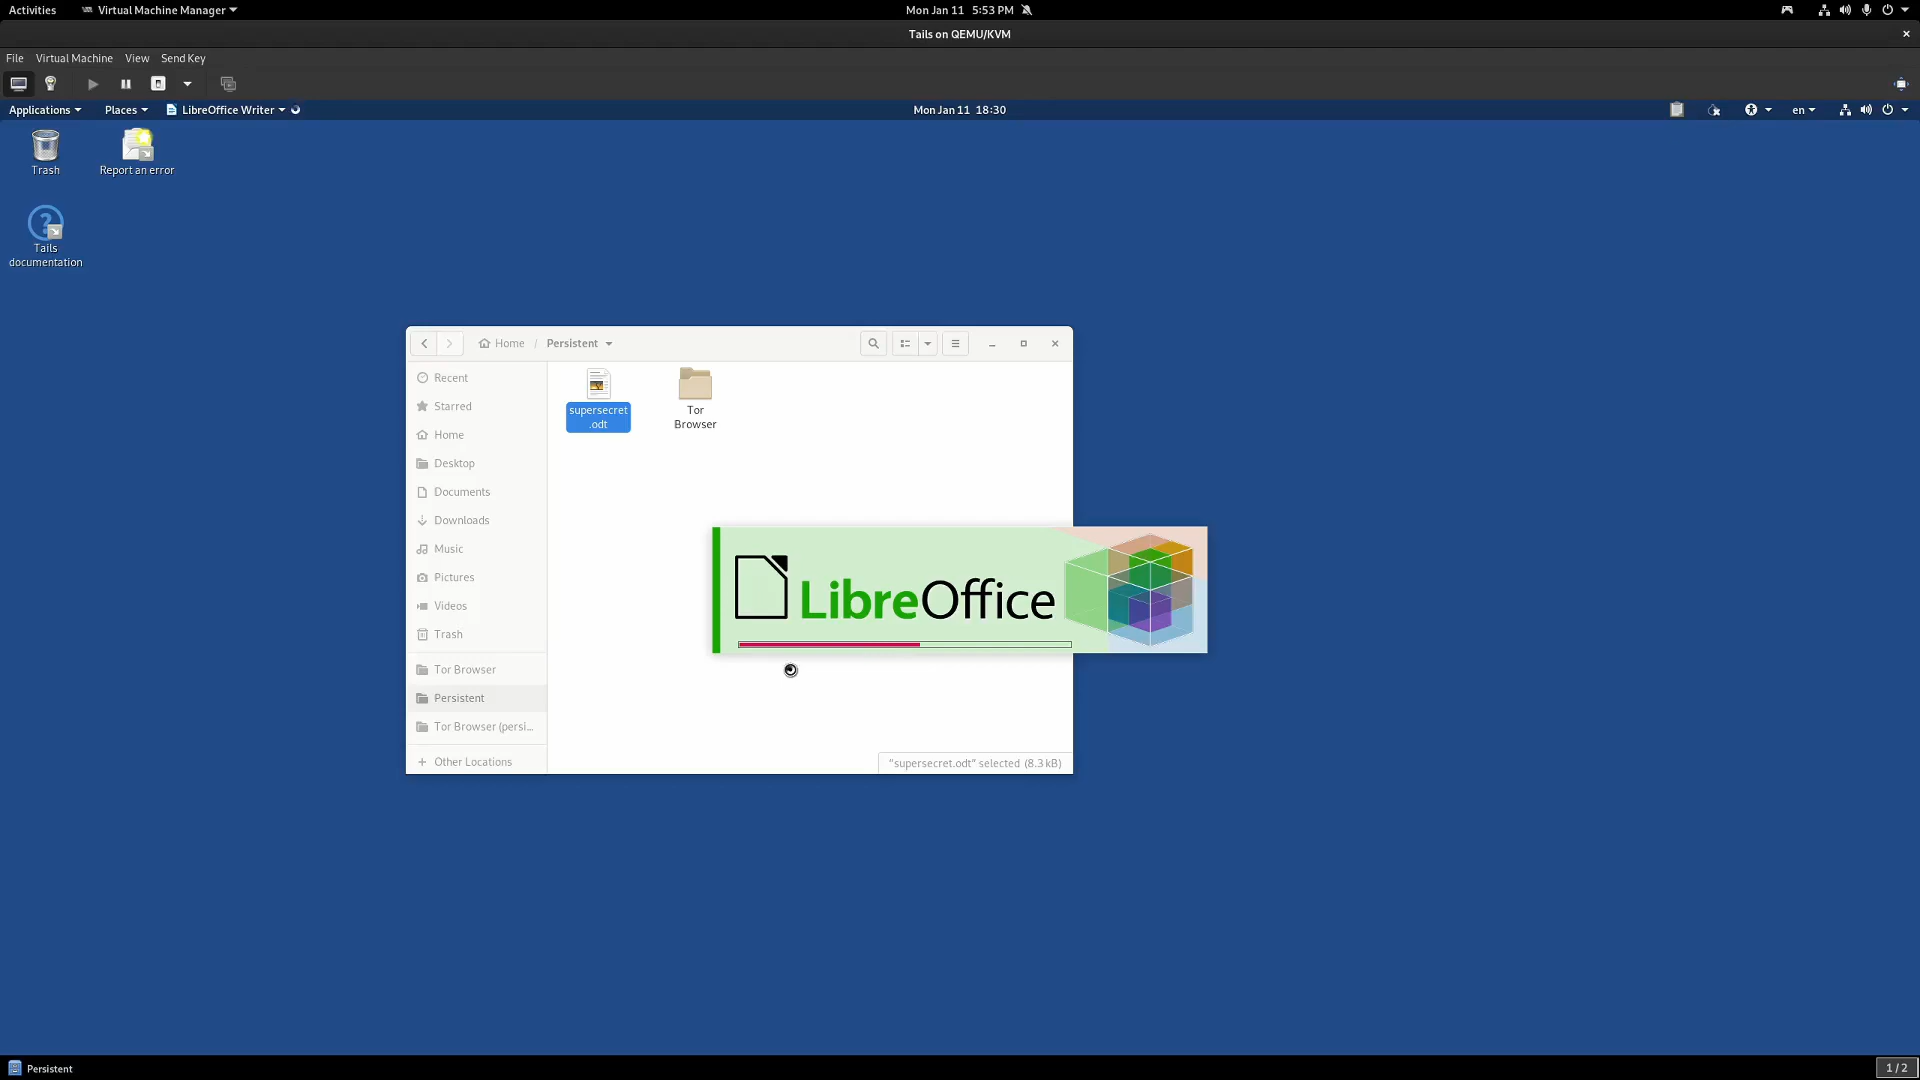 Activities Virtual Machine Manager Mon Jan 11 5:53 PM
Tails on QEMU/KVM
File Virtual Machine View Send Key
Applications Places LibreOffice Writer Mon Jan 11 18:30 en
Trash
Report an error
Tails
documentation
Home / Persistent
Recent
Starred
Home
Desktop
Documents
Downloads
Music
Pictures
Videos
Trash
Tor Browser
Persistent
Tor Browser (persi...
Other Locations
supersecret
.odt
Tor
Browser
LibreOffice
"supersecret.odt" selected (8.3 kB)
Persistent
1 / 2